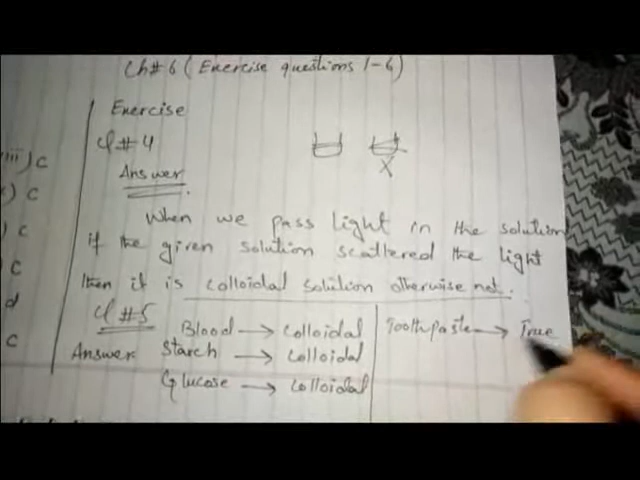 Ch# 6 ( Exercise questions 1-6)
Exercise
Q#4
Answer
When we pass light in the solution
if the given solution scattered the light
then it is colloidal solution otherwise not.
Q#5
Answer
Blood → colloidal
Starch → colloidal
Glucose → colloidal
Toothpaste → True
iii) c
) c
) c
c
d
c
X